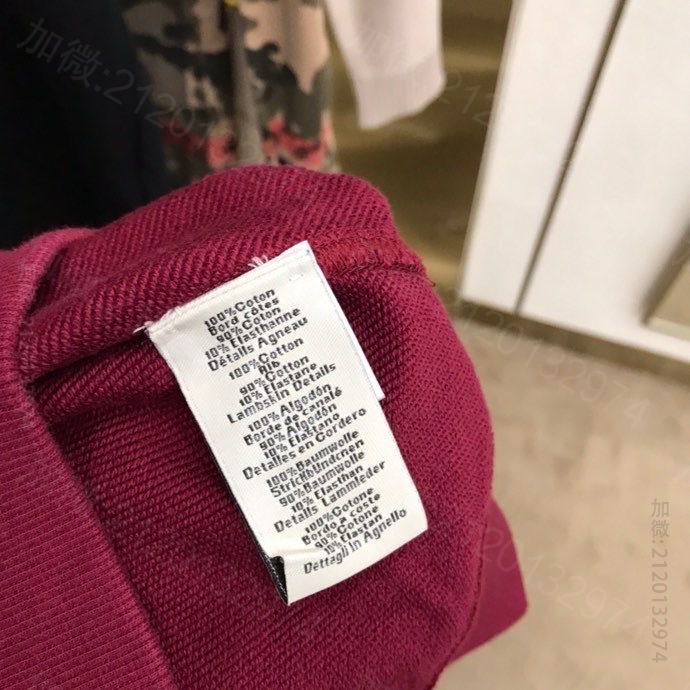 100%Coton
Bord côtes
90%Coton
10%Elasthanne
Détails Agneau
100%Cotton
Rib
90%Cotton
10%Elastane
Lambskin Details
100%Algodón
Borde de canalé
90%Algodón
10%Elastano
Detalles en Cordero
100%Baumwolle
Strickbündchen
90%Baumwolle
10%Elasthan
Details Lammleder
100%Cotone
Bordo a coste
90%Cotone
10%Elastan
Dettagli in Agnello
加微:2120132974
加微:2120132974